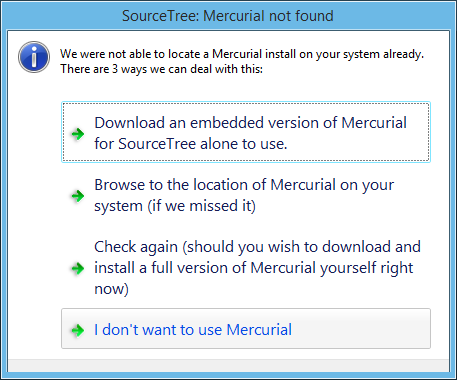 SourceTree: Mercurial not found
We were not able to locate a Mercurial install on your system already.
There are 3 ways we can deal with this:
Download an embedded version of Mercurial
for SourceTree alone to use.
Browse to the location of Mercurial on your
system (if we missed it)
Check again (should you wish to download and
install a full version of Mercurial yourself right
now)
I don't want to use Mercurial